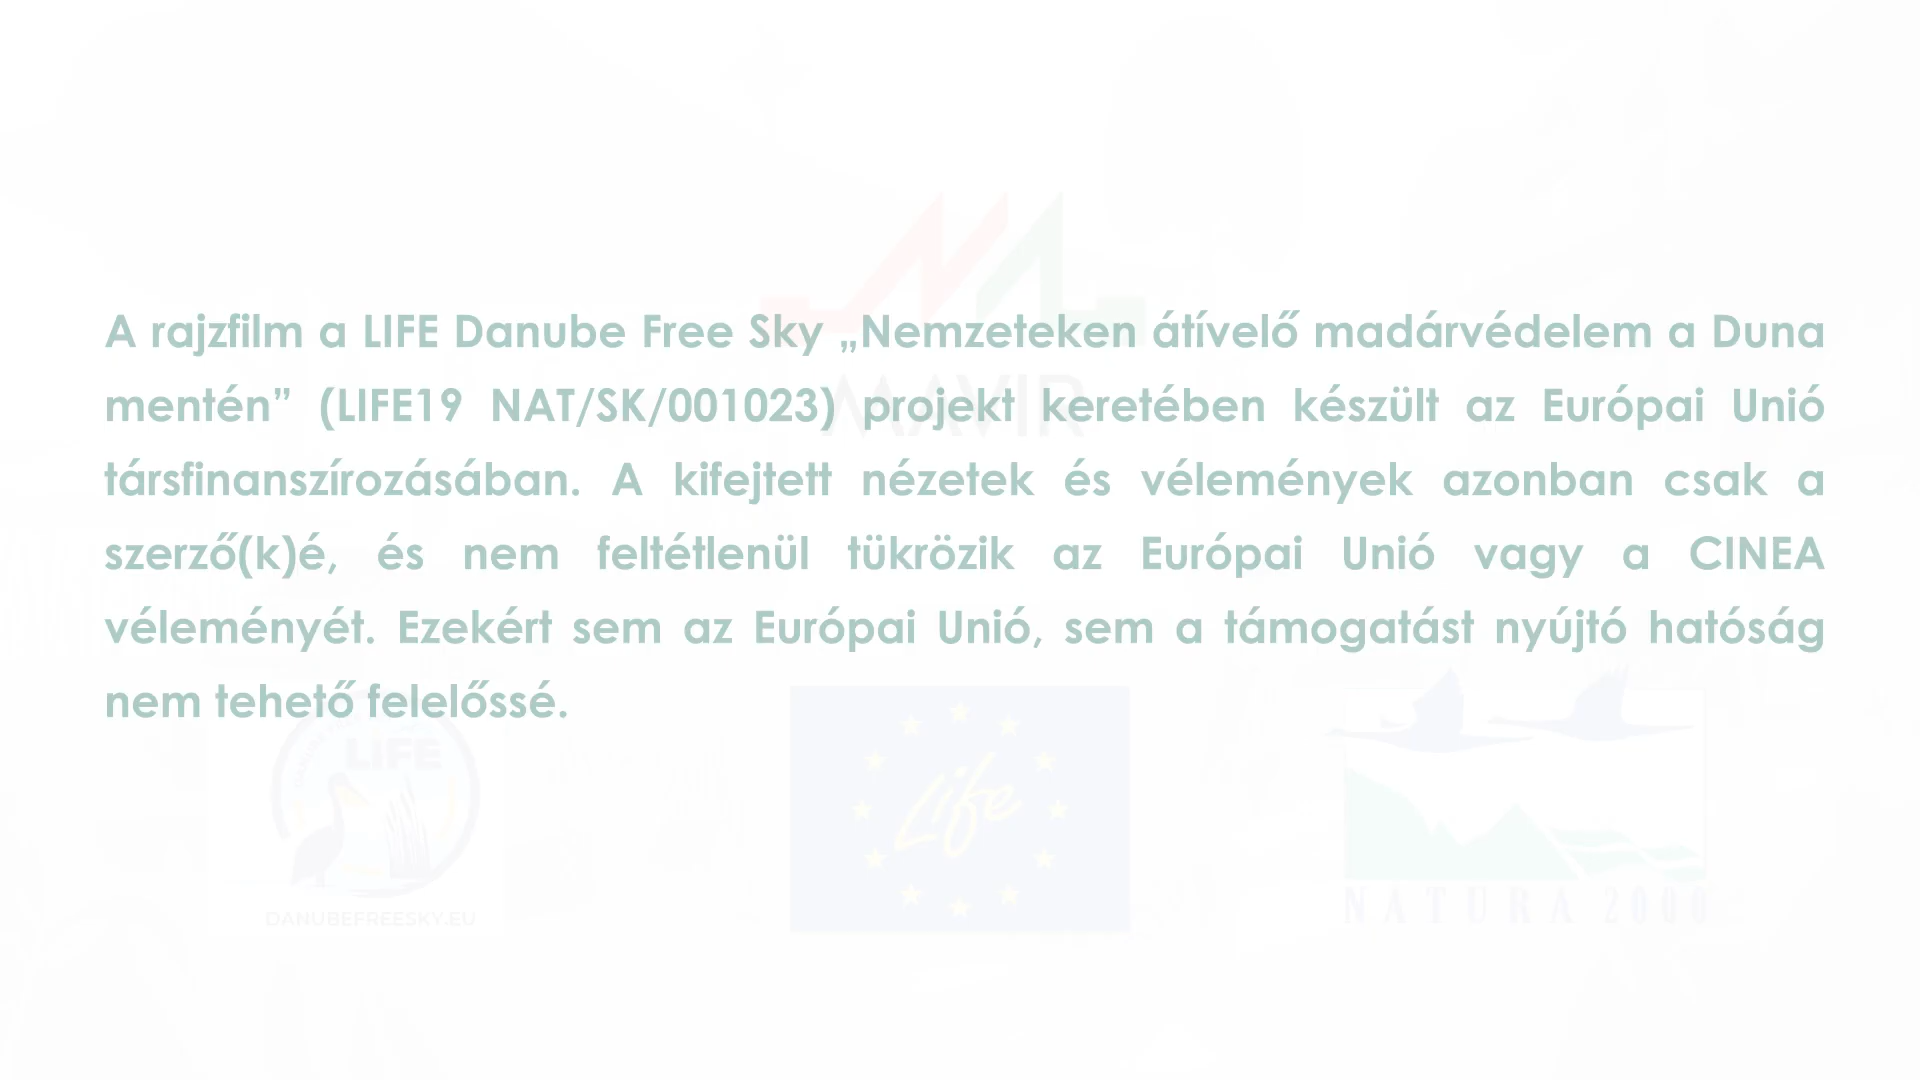 A rajzfilm a LIFE Danube Free Sky „Nemzeteken átívelő madárvédelem a Duna
mentén” (LIFE19 NAT/SK/001023) projekt keretében készült az Európai Unió
társfinanszírozásában. A kifejtett nézetek és vélemények azonban csak a
szerző(k)é, és nem feltétlenül tükrözik az Európai Unió vagy a CINEA
véleményét. Ezekért sem az Európai Unió, sem a támogatást nyújtó hatóság
nem tehető felelőssé.
MAVIR
LIFE
DANUBEFREESKY.EU
Life
NATURA 2000